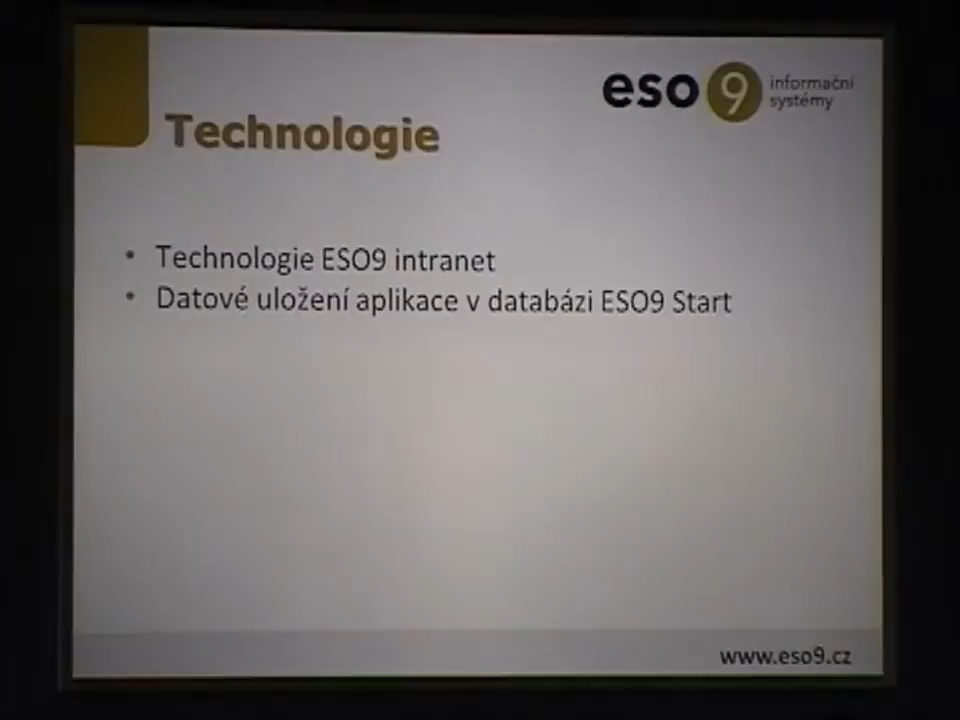 eso 9 informační
systémy
Technologie
• Technologie ESO9 intranet
• Datové uložení aplikace v databázi ESO9 Start
www.eso9.cz